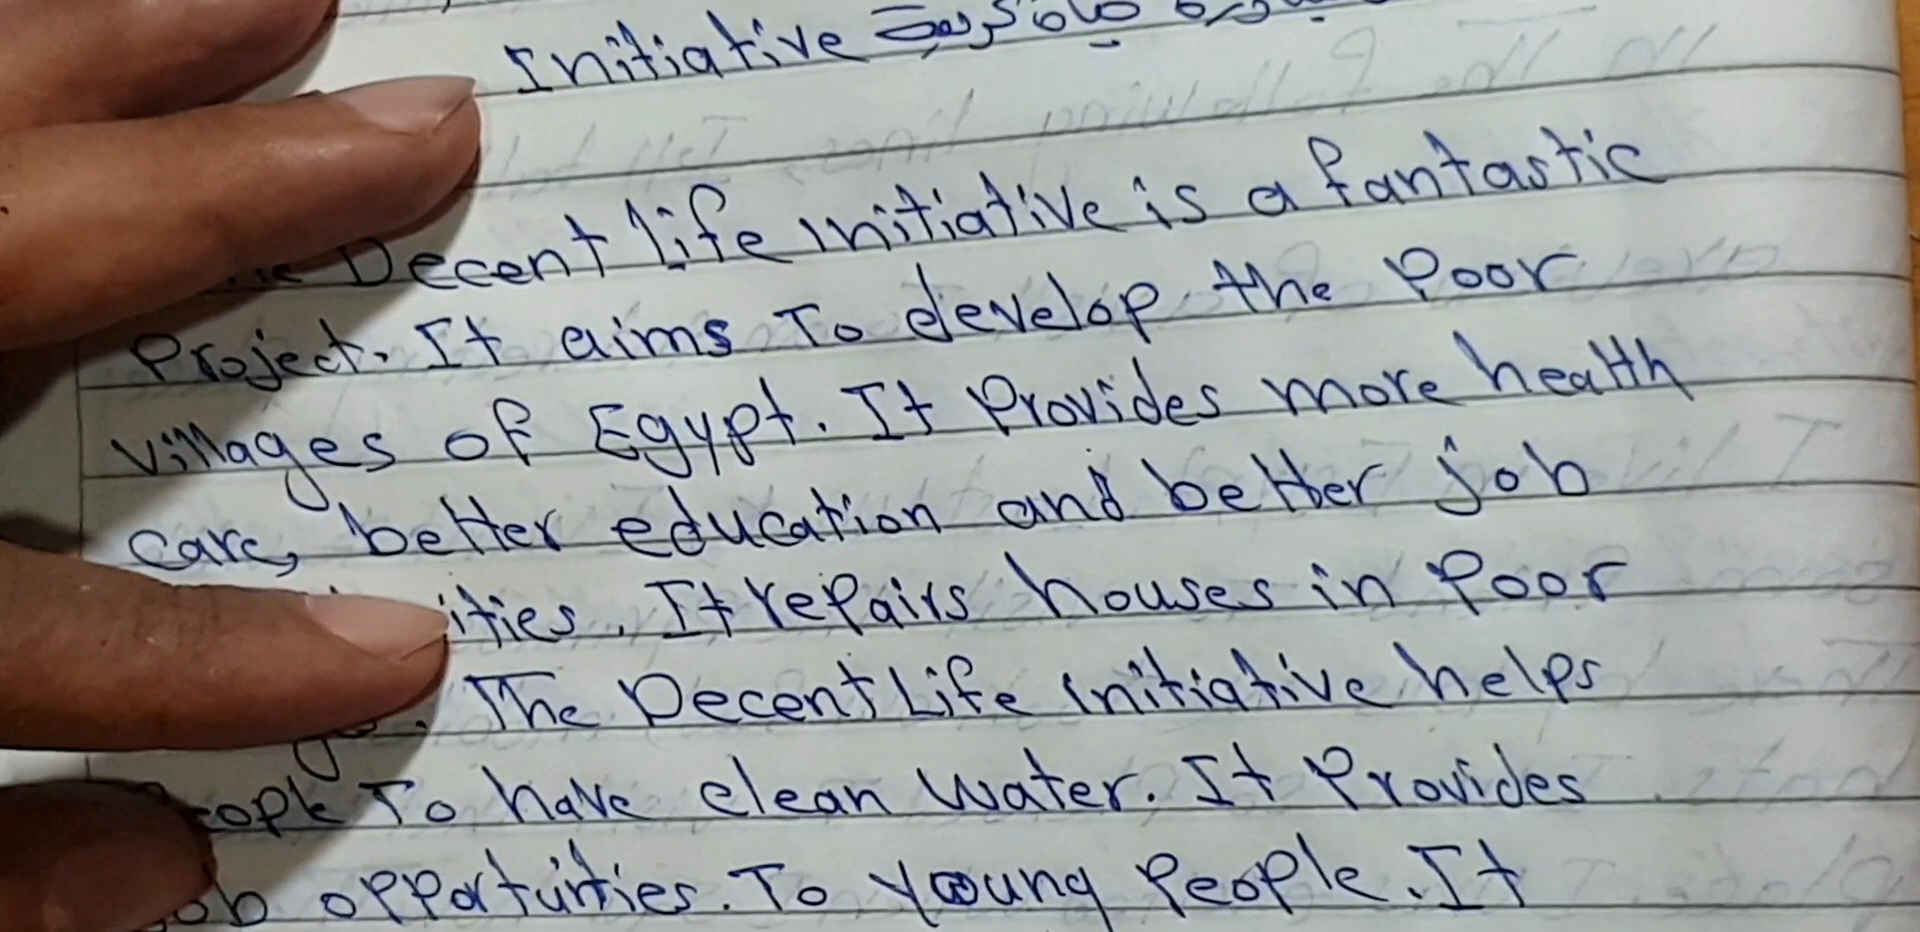 Initiative
Decent life initiative is a fantastic
Project. It aims To develop the Poor
villages of Egypt. It Provides more health
care, better education and better job
ities. It repairs houses in Poor
. The Decent Life initiative helps
eople To have clean water. It Provides
ob opportunities. To young People. It